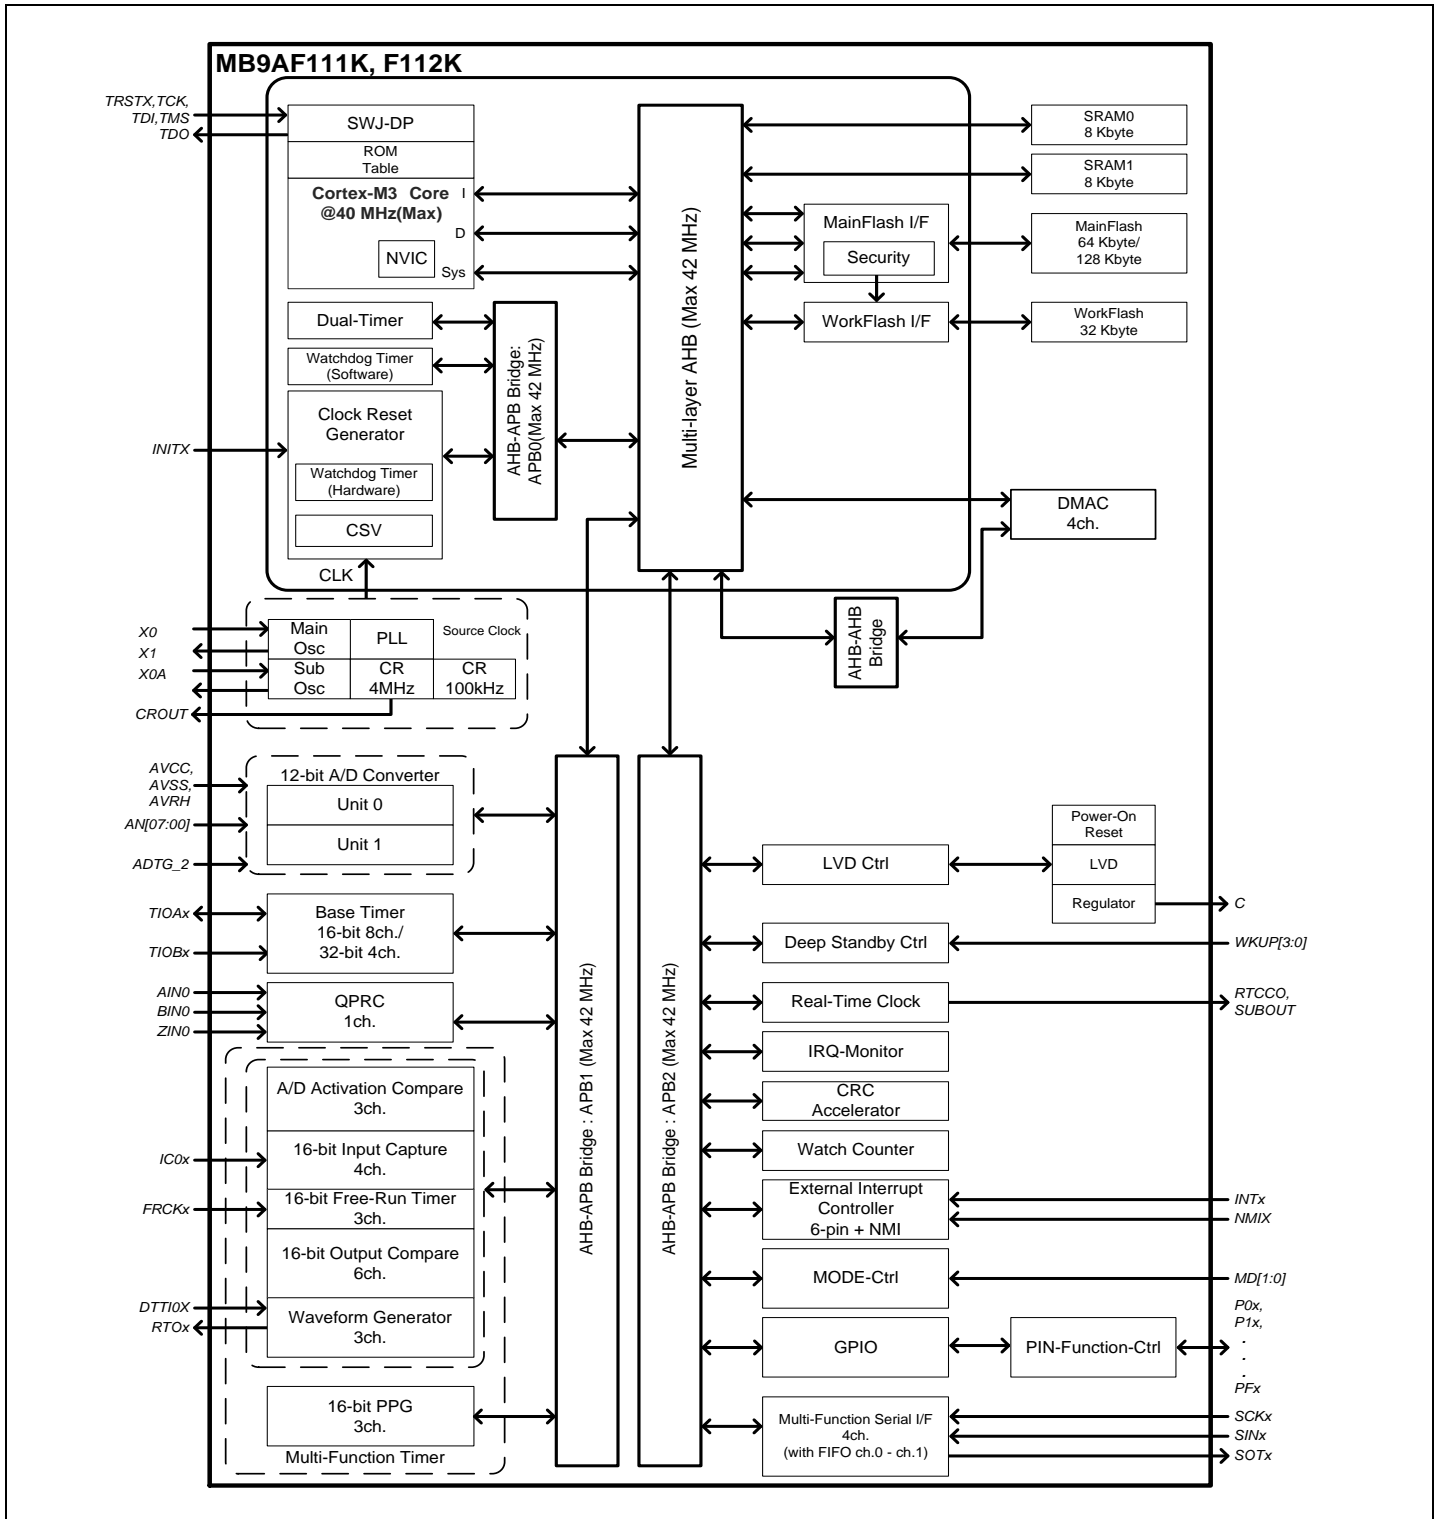 MB9AF111K, F112K
TRSTX,TCK,
TDI,TMS
TDO
SWJ-DP
ROM
Table
Cortex-M3 Core
@40 MHz(Max)
I
D
Sys
NVIC
Dual-Timer
Watchdog Timer
(Software)
Clock Reset
Generator
Watchdog Timer
(Hardware)
CSV
INITX
CLK
AHB-APB Bridge:
APB0(Max 42 MHz)
Multi-layer AHB (Max 42 MHz)
SRAM0
8 Kbyte
SRAM1
8 Kbyte
MainFlash I/F
Security
MainFlash
64 Kbyte/
128 Kbyte
WorkFlash I/F
WorkFlash
32 Kbyte
DMAC
4ch.
AHB-AHB
Bridge
X0
X1
X0A
CROUT
Main
Osc
PLL
Source Clock
Sub
Osc
CR
4MHz
CR
100kHz
AVCC,
AVSS,
AVRH
AN[07:00]
ADTG_2
12-bit A/D Converter
Unit 0
Unit 1
TIOAx
TIOBx
Base Timer
16-bit 8ch./
32-bit 4ch.
AIN0
BIN0
ZIN0
QPRC
1ch.
A/D Activation Compare
3ch.
IC0x
16-bit Input Capture
4ch.
FRCKx
16-bit Free-Run Timer
3ch.
16-bit Output Compare
6ch.
DTTI0X
RTOx
Waveform Generator
3ch.
16-bit PPG
3ch.
Multi-Function Timer
AHB-APB Bridge : APB1 (Max 42 MHz)
AHB-APB Bridge : APB2 (Max 42 MHz)
LVD Ctrl
Power-On
Reset
LVD
Regulator
C
Deep Standby Ctrl
WKUP[3:0]
Real-Time Clock
RTCCO,
SUBOUT
IRQ-Monitor
CRC
Accelerator
Watch Counter
External Interrupt
Controller
6-pin + NMI
INTx
NMIX
MODE-Ctrl
MD[1:0]
GPIO
PIN-Function-Ctrl
P0x,
P1x,
.
.
.
PFx
Multi-Function Serial I/F
4ch.
(with FIFO ch.0 - ch.1)
SCKx
SINx
SOTx